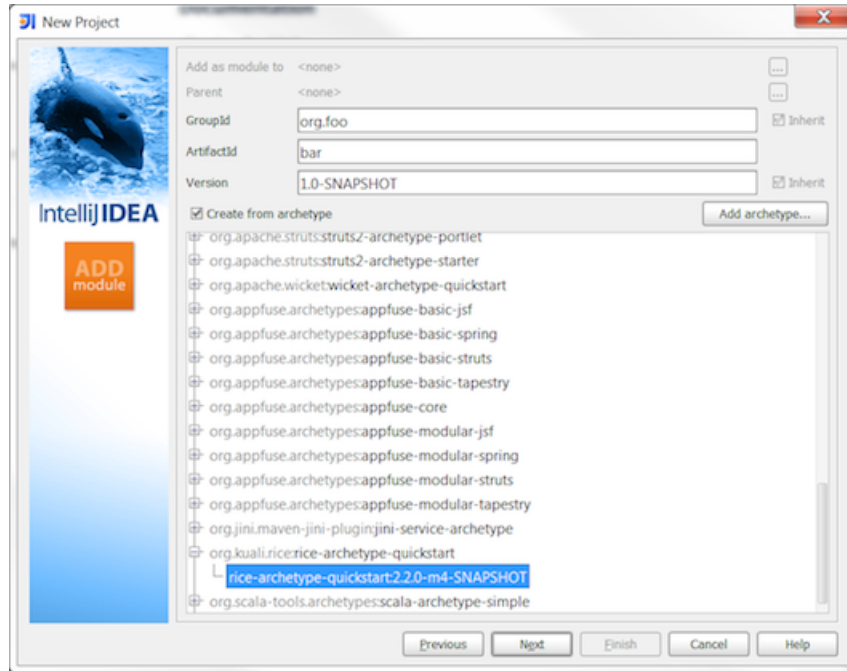 New Project
Add as module to <none> ...
Parent <none> ...
GroupId org.foo Inherit
ArtifactId bar
Version 1.0-SNAPSHOT Inherit
IntelliJIDEA
ADD
module
Create from archetype Add archetype...
org.apache.struts:struts2-archetype-portlet
org.apache.struts:struts2-archetype-starter
org.apache.wicket:wicket-archetype-quickstart
org.appfuse.archetypes:appfuse-basic-jsf
org.appfuse.archetypes:appfuse-basic-spring
org.appfuse.archetypes:appfuse-basic-struts
org.appfuse.archetypes:appfuse-basic-tapestry
org.appfuse.archetypes:appfuse-core
org.appfuse.archetypes:appfuse-modular-jsf
org.appfuse.archetypes:appfuse-modular-spring
org.appfuse.archetypes:appfuse-modular-struts
org.appfuse.archetypes:appfuse-modular-tapestry
org.jini.maven-jini-plugin:jini-service-archetype
org.kuali.rice:rice-archetype-quickstart
rice-archetype-quickstart:2.2.0-m4-SNAPSHOT
org.scala-tools.archetypes:scala-archetype-simple
Previous Next Finish Cancel Help